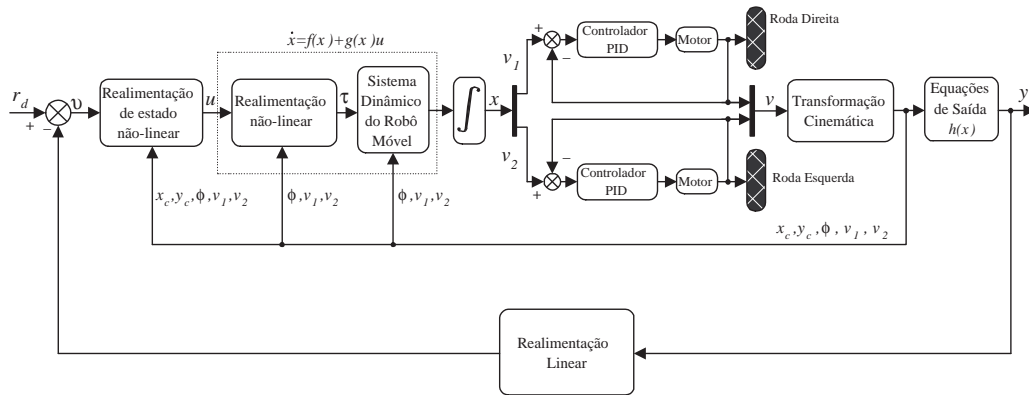 ẋ=f(x)+g(x)u
r_d
+
−
υ
Realimentação
de estado
não-linear
u
Realimentação
não-linear
τ
Sistema
Dinâmico
do Robô
Móvel
∫
x
v_1
v_2
+
−
Controlador
PID
Motor
Roda Direita
−
+
Controlador
PID
Motor
Roda Esquerda
v
Transformação
Cinemática
Equações
de Saída
h(x)
y
x_c,y_c,ϕ,v_1,v_2
ϕ,v_1,v_2
ϕ,v_1,v_2
x_c,y_c,ϕ, v_1, v_2
Realimentação
Linear